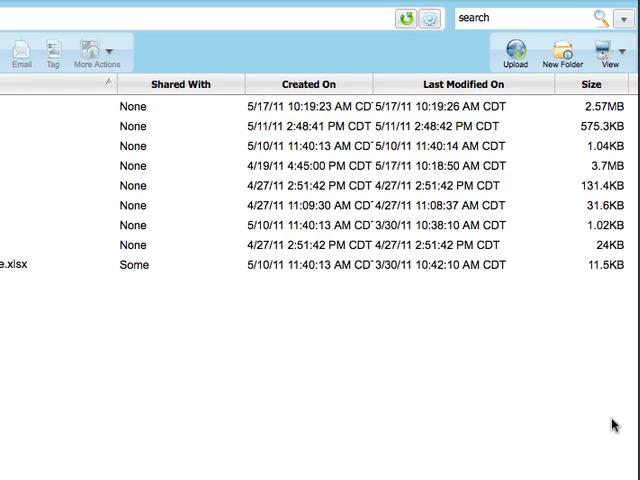 search
Email Tag More Actions Upload New Folder View
Shared With Created On Last Modified On Size
None 5/17/11 10:19:23 AM CD 5/17/11 10:19:26 AM CDT 2.57MB
None 5/11/11 2:48:41 PM CDT 5/11/11 2:48:42 PM CDT 575.3KB
None 5/10/11 11:40:13 AM CD 5/10/11 11:40:14 AM CDT 1.04KB
None 4/19/11 4:45:00 PM CDT 5/17/11 10:18:50 AM CDT 3.7MB
None 4/27/11 2:51:42 PM CDT 4/27/11 2:51:42 PM CDT 131.4KB
None 4/27/11 11:09:30 AM CD 4/27/11 11:08:37 AM CDT 31.6KB
None 5/10/11 11:40:13 AM CD 3/30/11 10:38:10 AM CDT 1.02KB
None 4/27/11 2:51:42 PM CDT 4/27/11 2:51:42 PM CDT 24KB
e.xlsx Some 5/10/11 11:40:13 AM CD 3/30/11 10:42:10 AM CDT 11.5KB